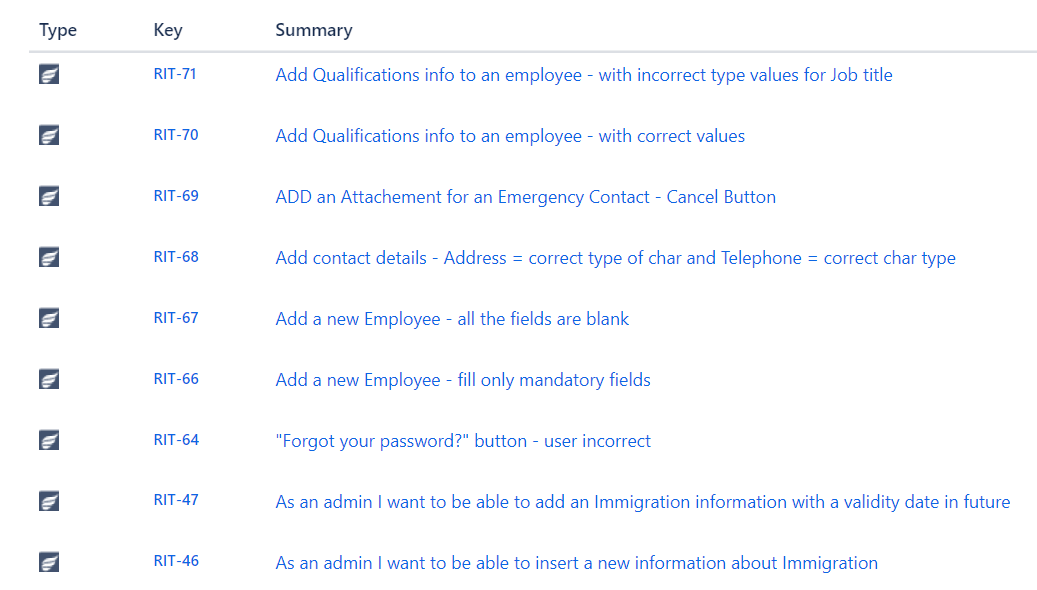 Type Key Summary
RIT-71 Add Qualifications info to an employee - with incorrect type values for Job title
RIT-70 Add Qualifications info to an employee - with correct values
RIT-69 ADD an Attachement for an Emergency Contact - Cancel Button
RIT-68 Add contact details - Address = correct type of char and Telephone = correct char type
RIT-67 Add a new Employee - all the fields are blank
RIT-66 Add a new Employee - fill only mandatory fields
RIT-64 "Forgot your password?" button - user incorrect
RIT-47 As an admin I want to be able to add an Immigration information with a validity date in future
RIT-46 As an admin I want to be able to insert a new information about Immigration